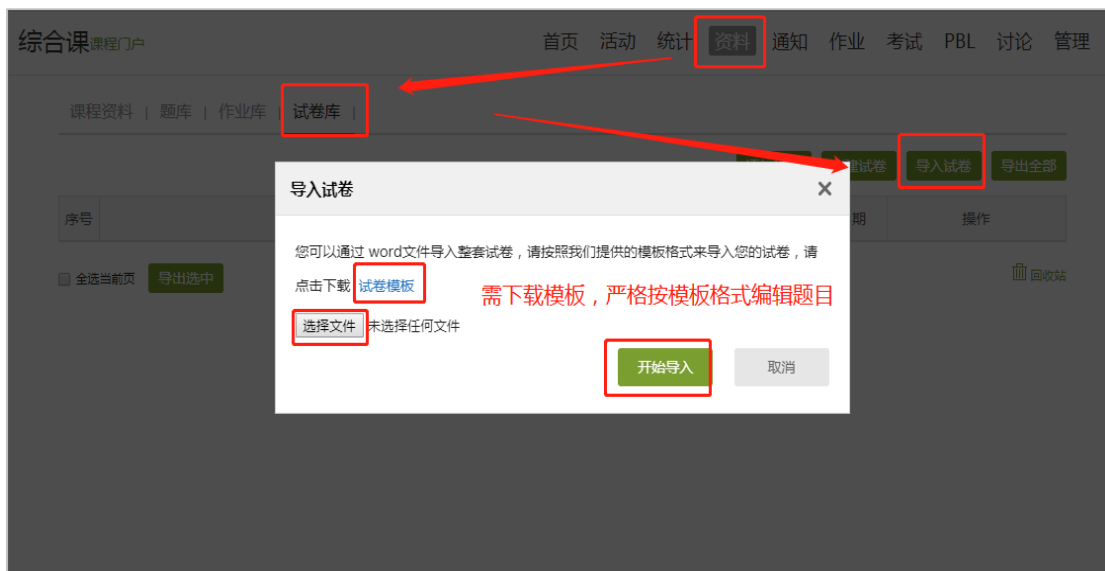 综合课课程门户 首页 活动 统计 资料 通知 作业 考试 PBL 讨论 管理
课程资料 | 题库 | 作业库 | 试卷库 |
建试卷 导入试卷 导出全部
导入试卷 ×
序号 期 操作
您可以通过 word文件导入整套试卷，请按照我们提供的模板格式来导入您的试卷，请
点击下载 试卷模板
需下载模板，严格按模板格式编辑题目
全选当前页 导出选中 回收站
选择文件 未选择任何文件
开始导入 取消